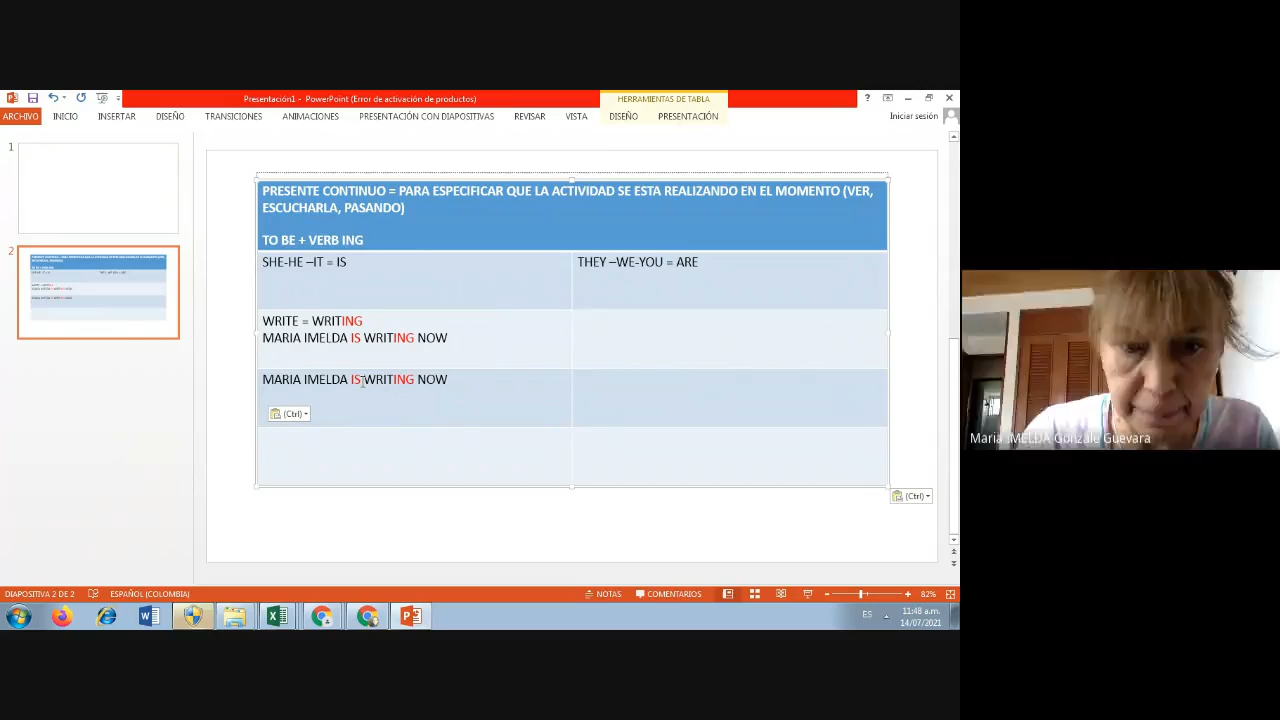 Presentación1 - PowerPoint (Error de activación de productos)
HERRAMIENTAS DE TABLA
ARCHIVO INICIO INSERTAR DISEÑO TRANSICIONES ANIMACIONES PRESENTACIÓN CON DIAPOSITIVAS REVISAR VISTA DISEÑO PRESENTACIÓN Iniciar sesión
1
2
PRESENTE CONTINUO = PARA ESPECIFICAR QUE LA ACTIVIDAD SE ESTA REALIZANDO EN EL MOMENTO (VER,
ESCUCHARLA, PASANDO)
TO BE + VERB ING
SHE-HE –IT = IS
THEY –WE-YOU = ARE
WRITE = WRITING
MARIA IMELDA IS WRITING NOW
MARIA IMELDA IS WRITING NOW
(Ctrl)
(Ctrl)
Maria IMELDA Gonzale Guevara
DIAPOSITIVA 2 DE 2 ESPAÑOL (COLOMBIA) NOTAS COMENTARIOS 82%
ES 11:48 a.m.
14/07/2021